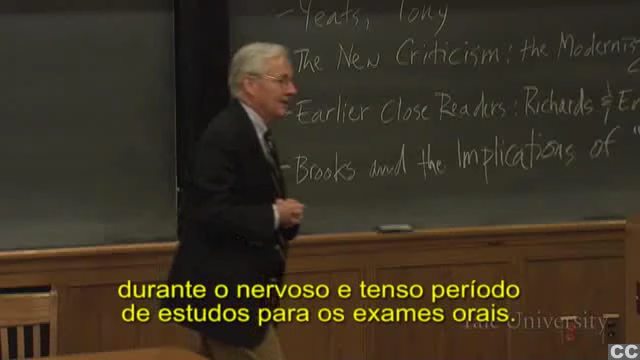 - Yeats, Tony
- The New Criticism: the Modernis
- Earlier Close Readers: Richards &
- Brooks and the Implications of
durante o nervoso e tenso período
de estudos para os exames orais.
Yale University
CC